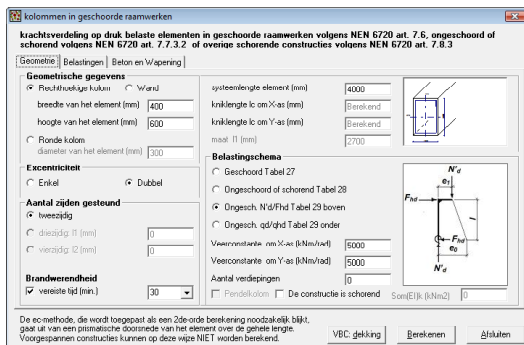 kolommen in geschoorde raamwerken
krachtsverdeling op druk belaste elementen in geschoorde raamwerken volgens NEN 6720 art. 7.6, ongeschoord of
schorend volgens NEN 6720 art. 7.7.3.2 of overige schorende constructies volgens NEN 6720 art. 7.8.3
Geometrie Belastingen Beton en Wapening
Geometrische gegevens
Rechthoekige kolom Wand
breedte van het element (mm) 400
hoogte van het element (mm) 600
Ronde kolom
diameter van het element (mm) 300
Excentriciteit
Enkel Dubbel
Aantal zijden gesteund
tweezijdig
driezijdig: l1 (mm) 0
vierzijdig: l2 (mm) 0
Brandwerendheid
vereiste tijd (min.) 30
systeemlengte element (mm) 4000
kniklengte lc om X-as (mm) Berekend
kniklengte lc om Y-as (mm) Berekend
maat l1 (mm) 2700
Belastingschema
Geschoord Tabel 27
Ongeschoord of schorend Tabel 28
Ongesch. N'd/Fhd Tabel 29 boven
Ongesch. qd/qhd Tabel 29 onder
Veerconstante om X-as (kNm/rad) 5000
Veerconstante om Y-as (kNm/rad) 5000
Aantal verdiepingen 0
Pendelkolom De constructie is schorend Som(EI)k (kNm2) 0
N'd
e1
Fhd
l
Fhd
e0
N'd
De ec-methode, die wordt toegepast als een 2de-orde berekening noodzakelijk blijkt,
gaat uit van een prismatische doorsnede van het element over de gehele lengte.
Voorgespannen constructies kunnen op deze wijze NIET worden berekend.
VBC: dekking Berekenen Afsluiten